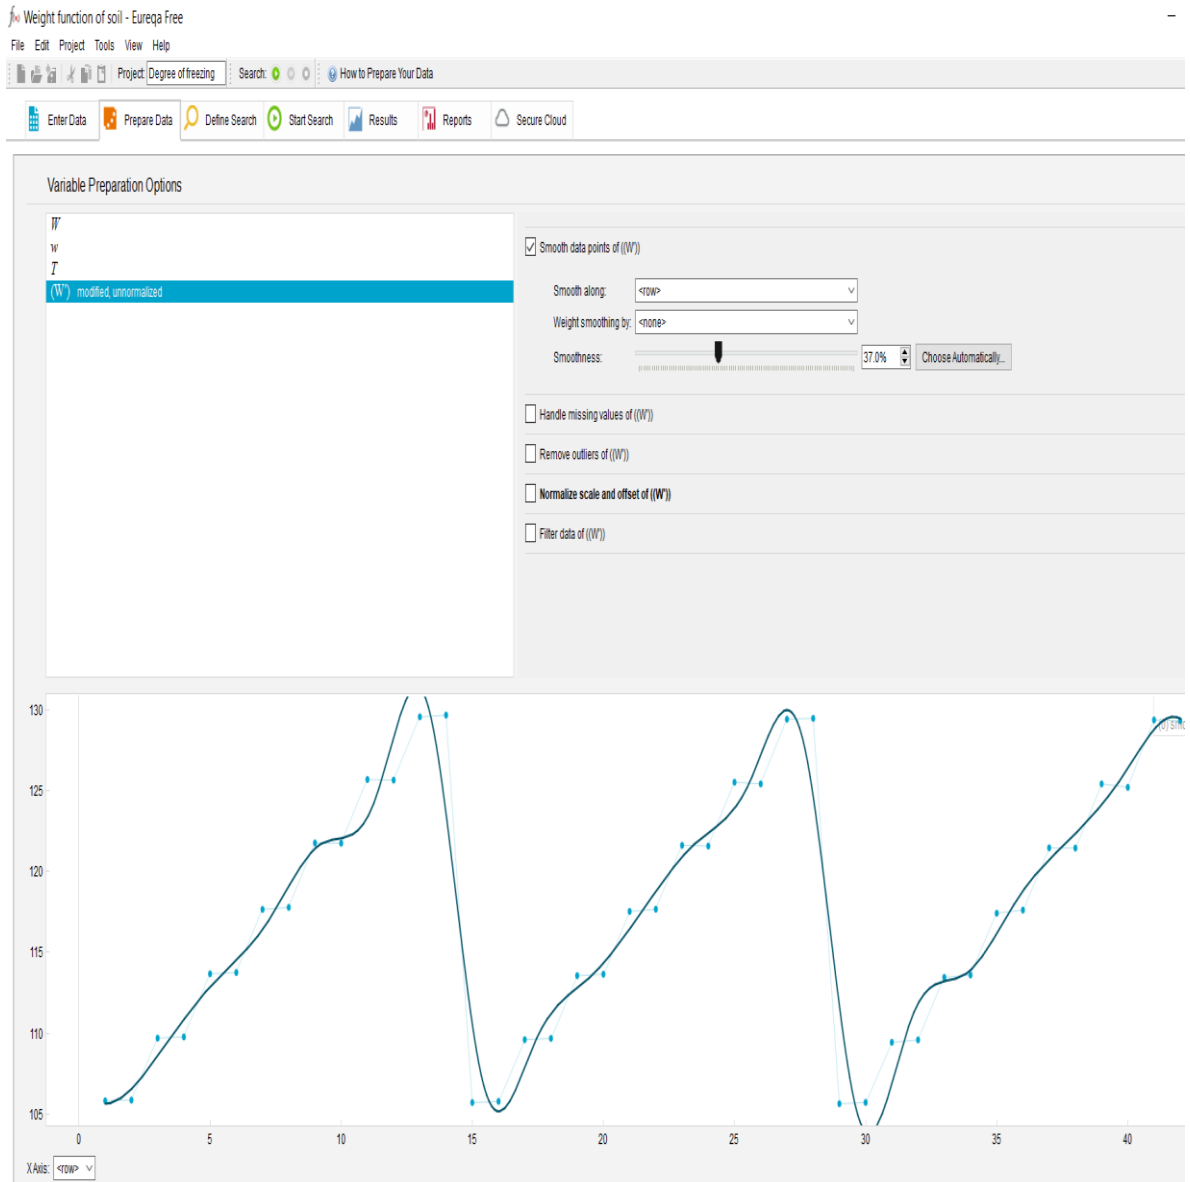 f(x) Weight function of soil - Eureqa Free
File Edit Project Tools View Help
Project: Degree of freezing Search: How to Prepare Your Data
Enter Data Prepare Data Define Search Start Search Results Reports Secure Cloud
Variable Preparation Options
W
w
T
(W') modified, unnormalized
Smooth data points of ((W'))
Smooth along: <row>
Weight smoothing by: <none>
Smoothness: 37.0% Choose Automatically...
Handle missing values of ((W'))
Remove outliers of ((W'))
Normalize scale and offset of ((W'))
Filter data of ((W'))
130
125
120
115
110
105
0 5 10 15 20 25 30 35 40
X Axis: <row>